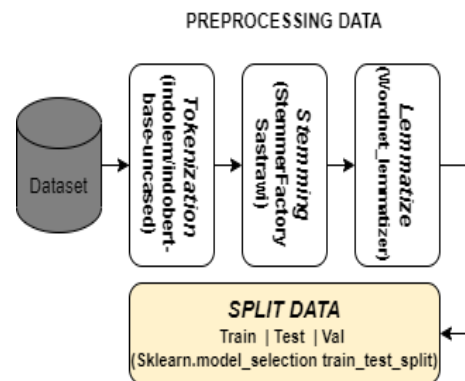 PREPROCESSING DATA
Dataset
Tokenization
(indolem/indobert-
base-uncased)
Stemming
(StemmerFactory
Sastrawi)
Lemmatize
(Wordnet_lemmatizer)
SPLIT DATA
Train | Test | Val
(Sklearn.model_selection train_test_split)